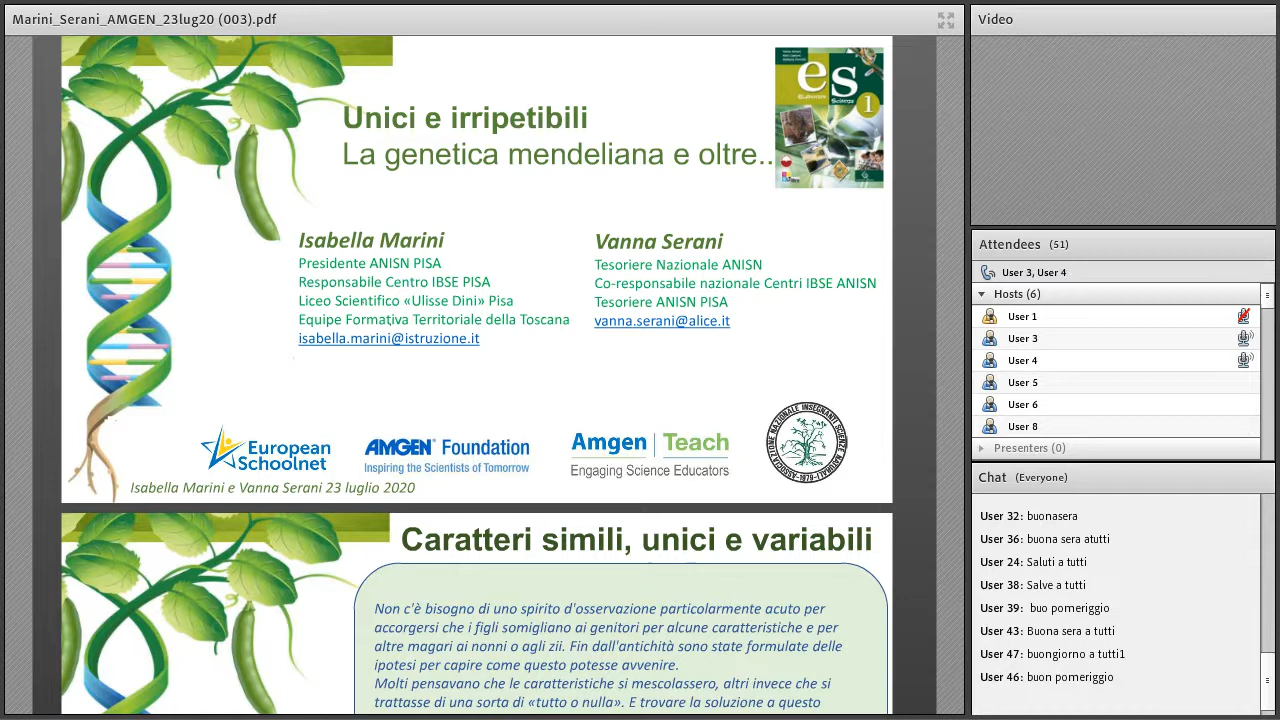 Marini_Serani_AMGEN_23lug20 (003).pdf
Unici e irripetibili
La genetica mendeliana e oltre..
es
Scienze
1
Isabella Marini
Presidente ANISN PISA
Responsabile Centro IBSE PISA
Liceo Scientifico «Ulisse Dini» Pisa
Equipe Formativa Territoriale della Toscana
isabella.marini@istruzione.it
Vanna Serani
Tesoriere Nazionale ANISN
Co-responsabile nazionale Centri IBSE ANISN
Tesoriere ANISN PISA
vanna.serani@alice.it
European
Schoolnet
AMGEN Foundation
Inspiring the Scientists of Tomorrow
Amgen | Teach
Engaging Science Educators
ASSOCIAZIONE NAZIONALE INSEGNANTI SCIENZE NATURALI
-1979-
Isabella Marini e Vanna Serani 23 luglio 2020
Caratteri simili, unici e variabili
Non c'è bisogno di uno spirito d'osservazione particolarmente acuto per
accorgersi che i figli somigliano ai genitori per alcune caratteristiche e per
altre magari ai nonni o agli zii. Fin dall'antichità sono state formulate delle
ipotesi per capire come questo potesse avvenire.
Molti pensavano che le caratteristiche si mescolassero, altri invece che si
trattasse di una sorta di «tutto o nulla». E trovare la soluzione a questo
Video
Attendees (51)
User 3, User 4
Hosts (6)
User 1
User 3
User 4
User 5
User 6
User 8
Presenters (0)
Chat (Everyone)
User 32: buonasera
User 36: buona sera atutti
User 24: Saluti a tutti
User 38: Salve a tutti
User 39: buo pomeriggio
User 43: Buona sera a tutti
User 47: buongiorno a tutti1
User 46: buon pomeriggio